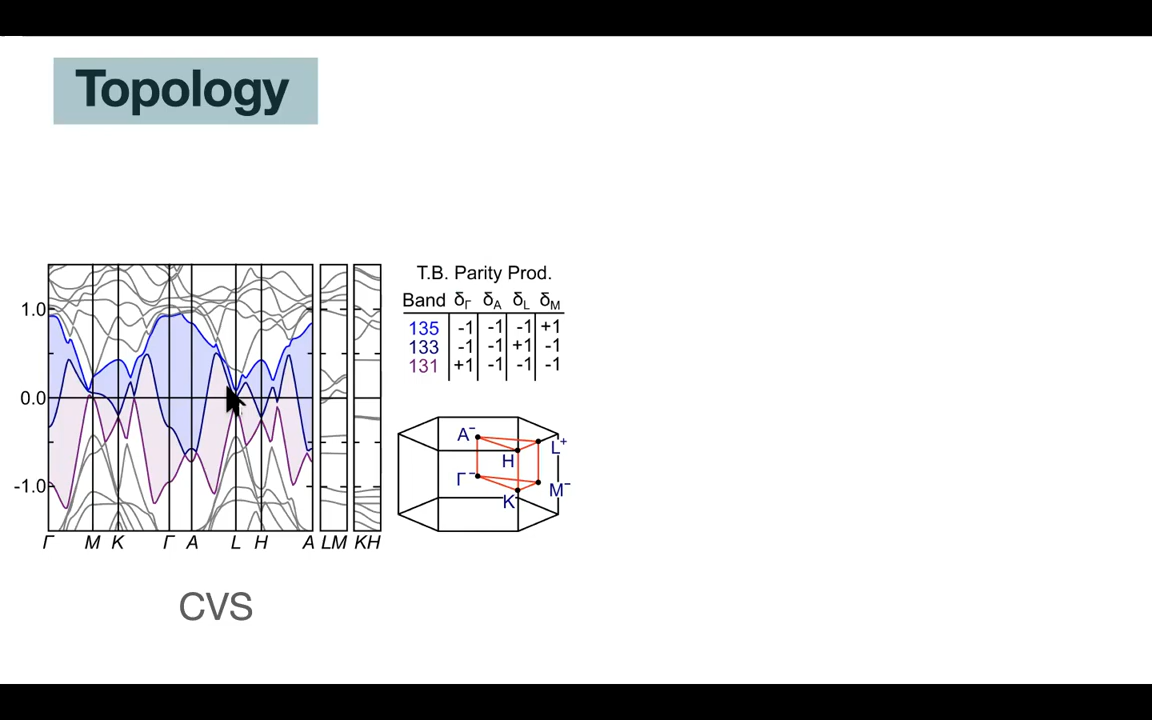 Topology
T.B. Parity Prod.
Band δΓ δA δL δM
135 -1 -1 -1 +1
133 -1 -1 +1 -1
131 +1 -1 -1 -1
1.0
0.0
-1.0
Γ M K Γ A L H A LM KH
A⁻
L⁺
H
Γ⁻
M⁻
K
CVS